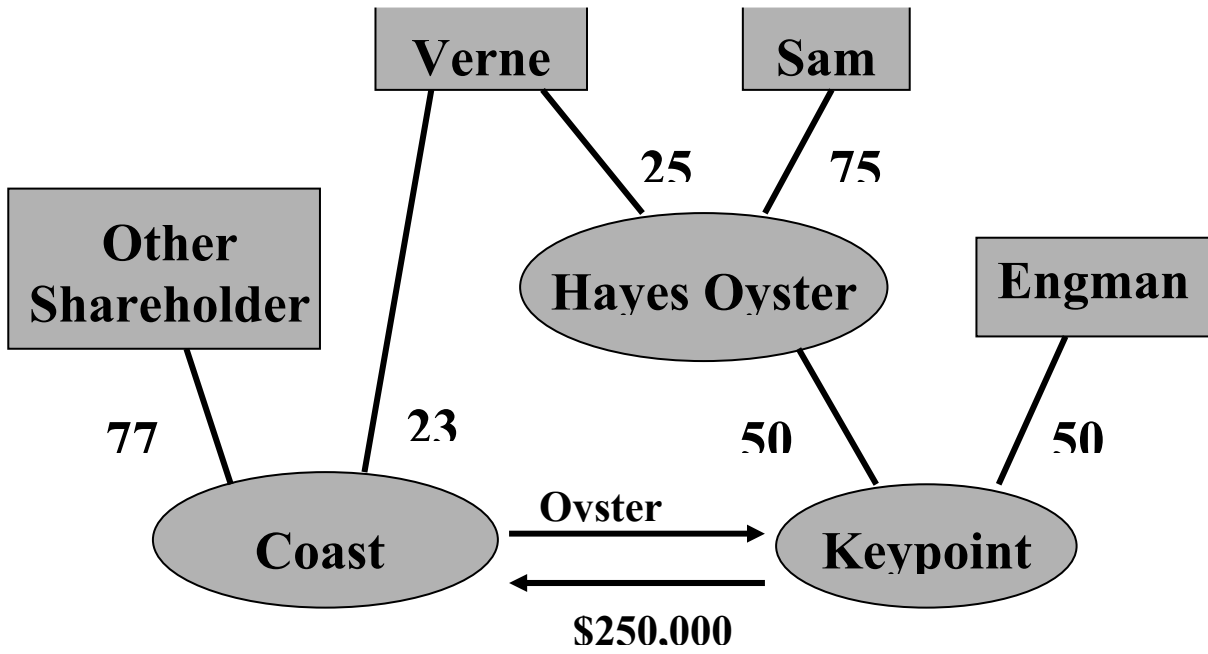 Verne
Sam
25
75
Other
Shareholder
Hayes Oyster
Engman
77
23
50
50
Oyster
Coast
Keypoint
$250,000